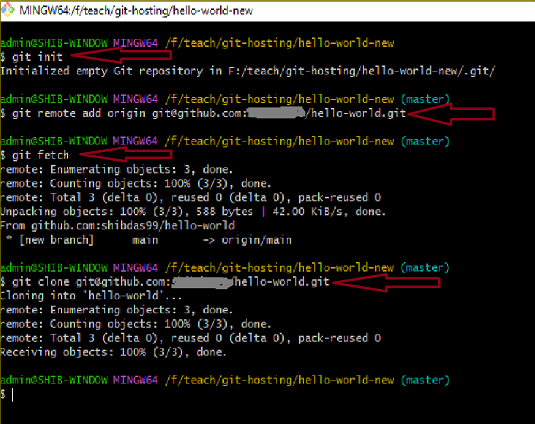 MINGW64:/f/teach/git-hosting/hello-world-new
admin@SHIB-WINDOW MINGW64 /f/teach/git-hosting/hello-world-new
$ git init
Initialized empty Git repository in F:/teach/git-hosting/hello-world-new/.git/
admin@SHIB-WINDOW MINGW64 /f/teach/git-hosting/hello-world-new (master)
$ git remote add origin git@github.com:/hello-world.git
admin@SHIB-WINDOW MINGW64 /f/teach/git-hosting/hello-world-new (master)
$ git fetch
remote: Enumerating objects: 3, done.
remote: Counting objects: 100% (3/3), done.
remote: Total 3 (delta 0), reused 0 (delta 0), pack-reused 0
Unpacking objects: 100% (3/3), 588 bytes | 42.00 KiB/s, done.
From github.com:shibdas99/hello-world
* [new branch] main -> origin/main
admin@SHIB-WINDOW MINGW64 /f/teach/git-hosting/hello-world-new (master)
$ git clone git@github.com:/hello-world.git
Cloning into 'hello-world'...
remote: Enumerating objects: 3, done.
remote: Counting objects: 100% (3/3), done.
remote: Total 3 (delta 0), reused 0 (delta 0), pack-reused 0
Receiving objects: 100% (3/3), done.
admin@SHIB-WINDOW MINGW64 /f/teach/git-hosting/hello-world-new (master)
$